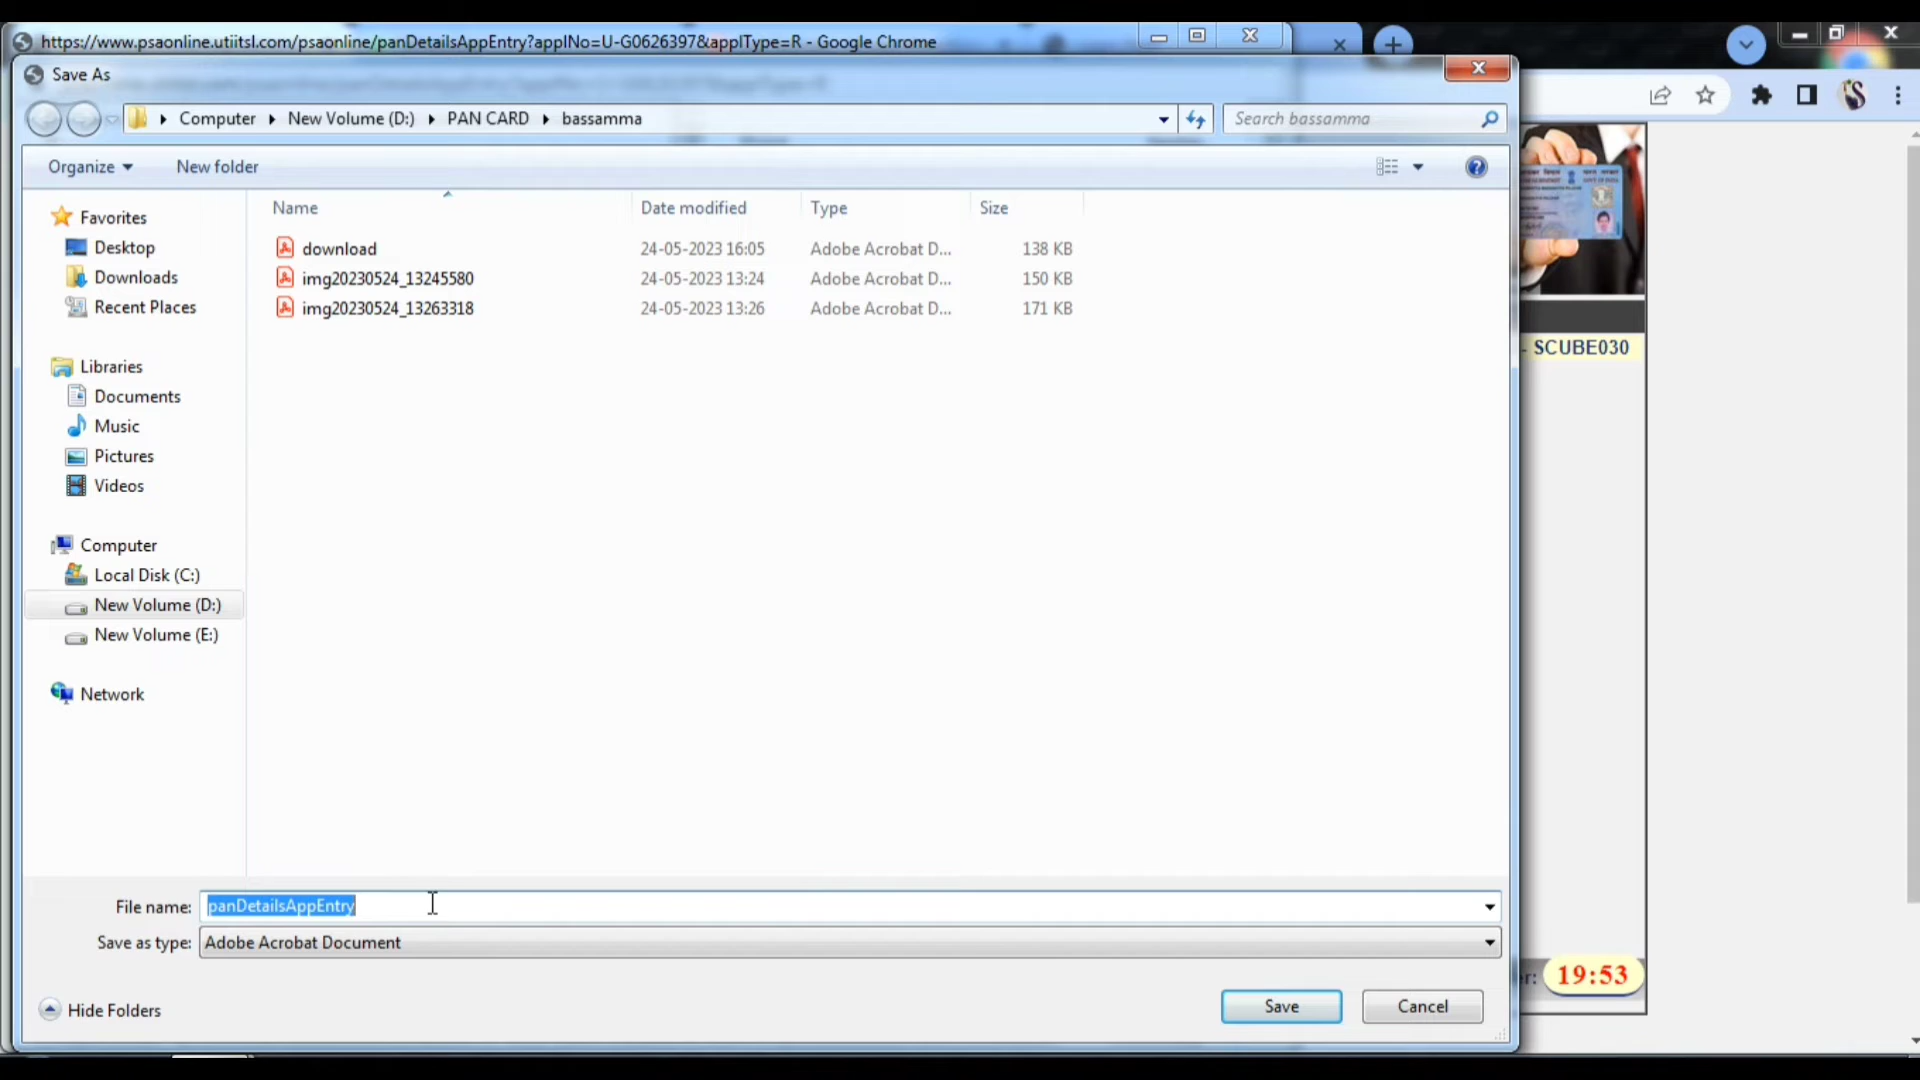 https://www.psaonline.utiitsl.com/psaonline/panDetailsAppEntry?applNo=U-G0626397&applType=R - Google Chrome
Save As
Computer
New Volume (D:)
PAN CARD
bassamma
Search bassamma
Organize
New folder
Name
Date modified
Type
Size
download
24-05-2023 16:05
Adobe Acrobat D...
138 KB
img20230524_13245580
24-05-2023 13:24
Adobe Acrobat D...
150 KB
img20230524_13263318
24-05-2023 13:26
Adobe Acrobat D...
171 KB
Favorites
Desktop
Downloads
Recent Places
Libraries
Documents
Music
Pictures
Videos
Computer
Local Disk (C:)
New Volume (D:)
New Volume (E:)
Network
- SCUBE030
File name: panDetailsAppEntry
Save as type: Adobe Acrobat Document
19:53
Hide Folders
Save
Cancel